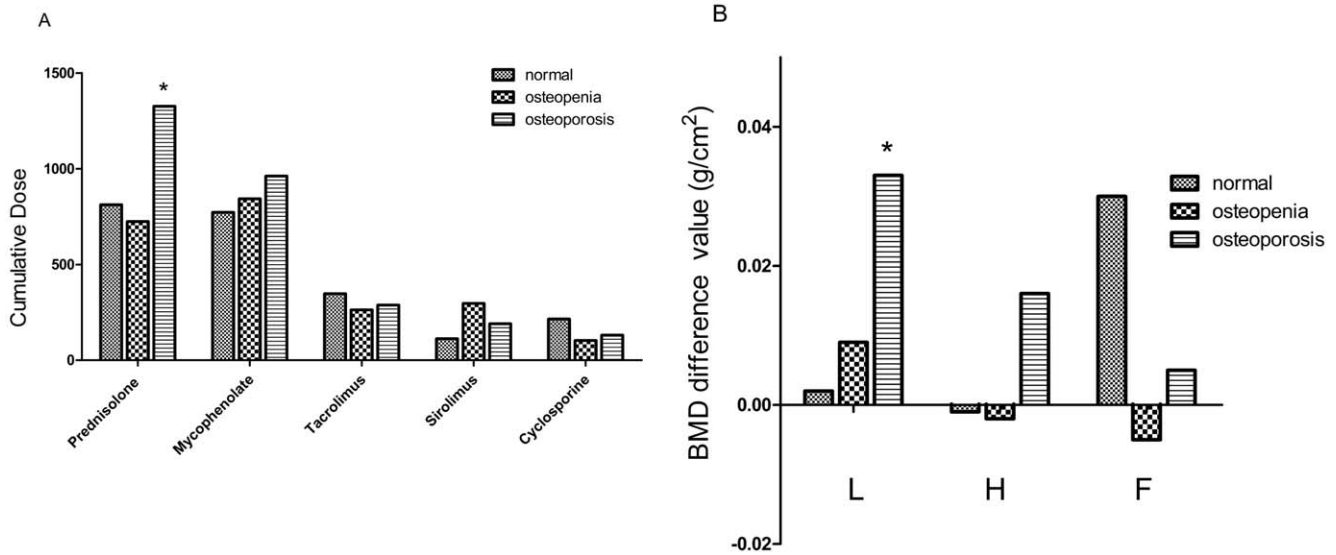 A
Cumulative Dose
1500
1000
500
0
*
normal
osteopenia
osteoporosis
Prednisolone
Mycophenolate
Tacrolimus
Sirolimus
Cyclosporine
B
BMD difference value (g/cm²)
0.04
0.02
0.00
-0.02
*
normal
osteopenia
osteoporosis
L
H
F